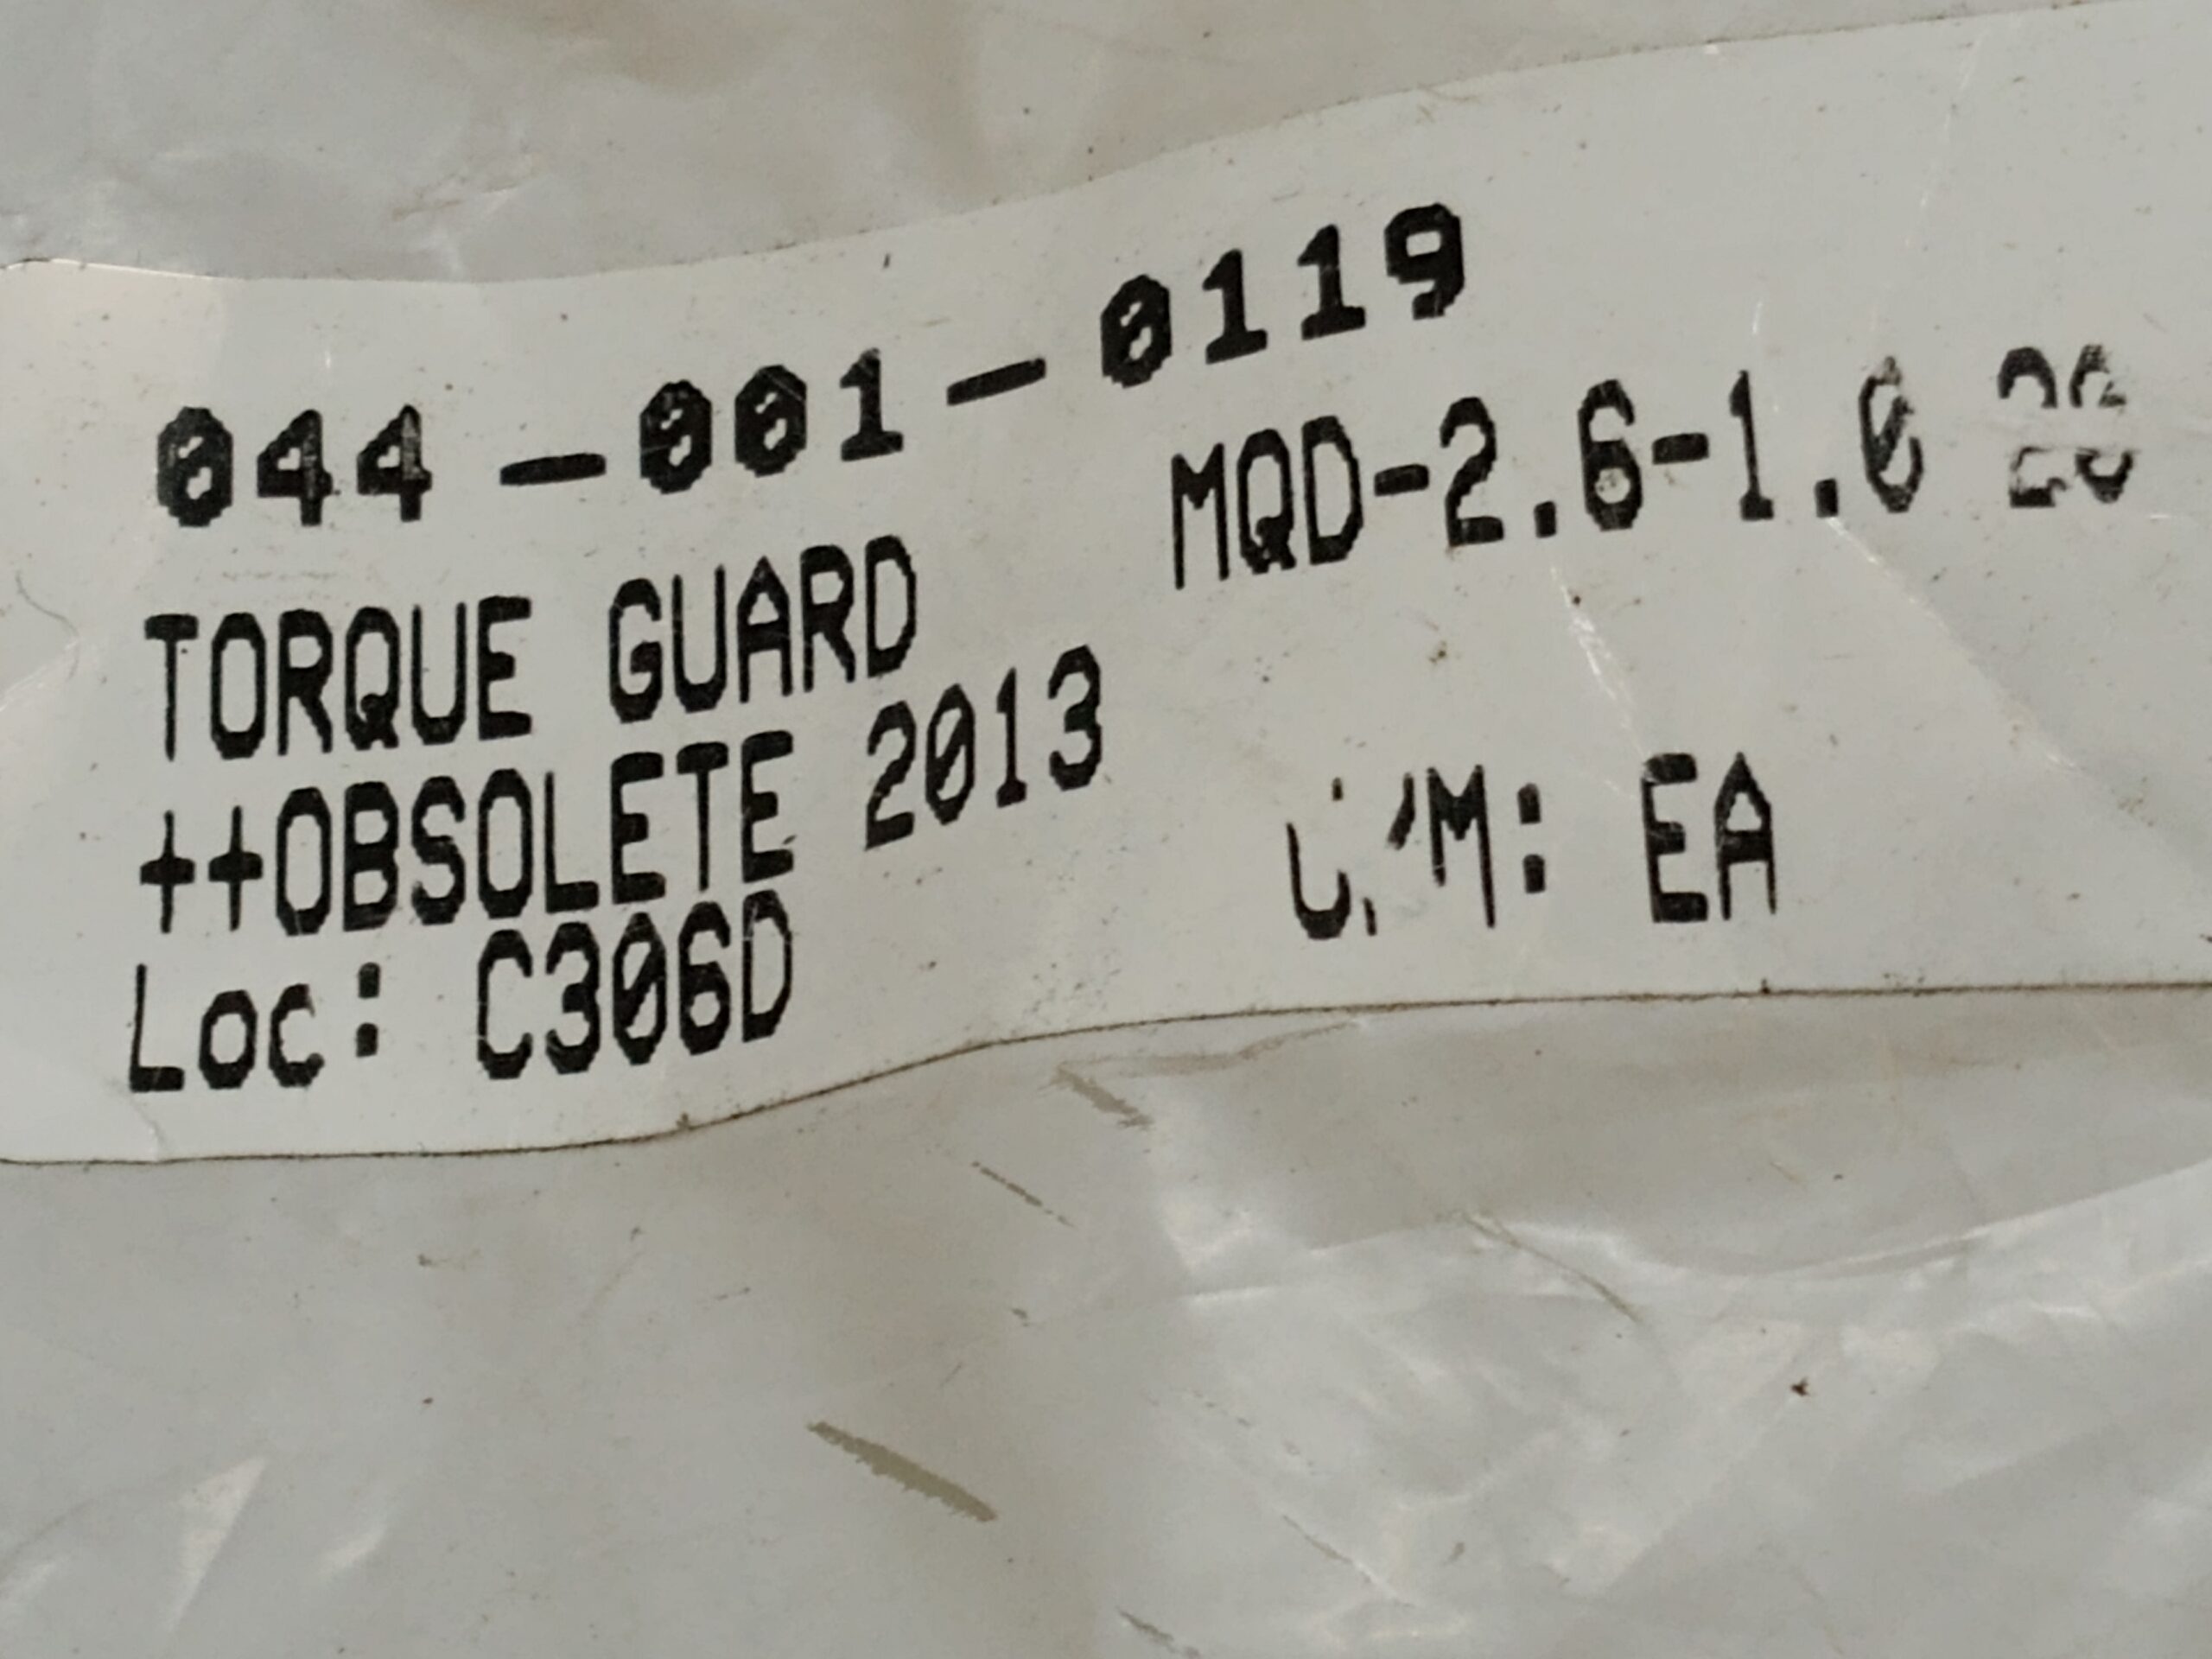 044-001-0119
TORQUE GUARD MQD-2.6-1.0
++OBSOLETE 2013
Loc: C306D U/M: EA